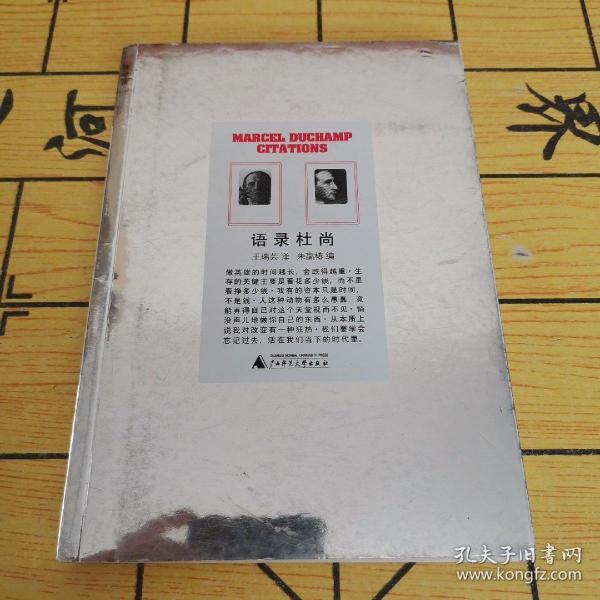 界
MARCEL DUCHAMP
CITATIONS
语录杜尚
王瑞芸 译 朱赢椿 编
做英雄的时间越长，会跌得越重·生
存的关键主要是看花多少钱，而不是
看挣多少钱·我有的资本只是时间，
不是钱·人这种动物有多么愚蠢，竟
能弄得自己对这个天堂视而不见·悄
没声儿地做你自己的东西·从本质上
说我对改变有一种狂热·我们要学会
忘记过去，活在我们当下的时代里。
广西师范大学出版社
孔夫子旧书网
www.kongfz.com